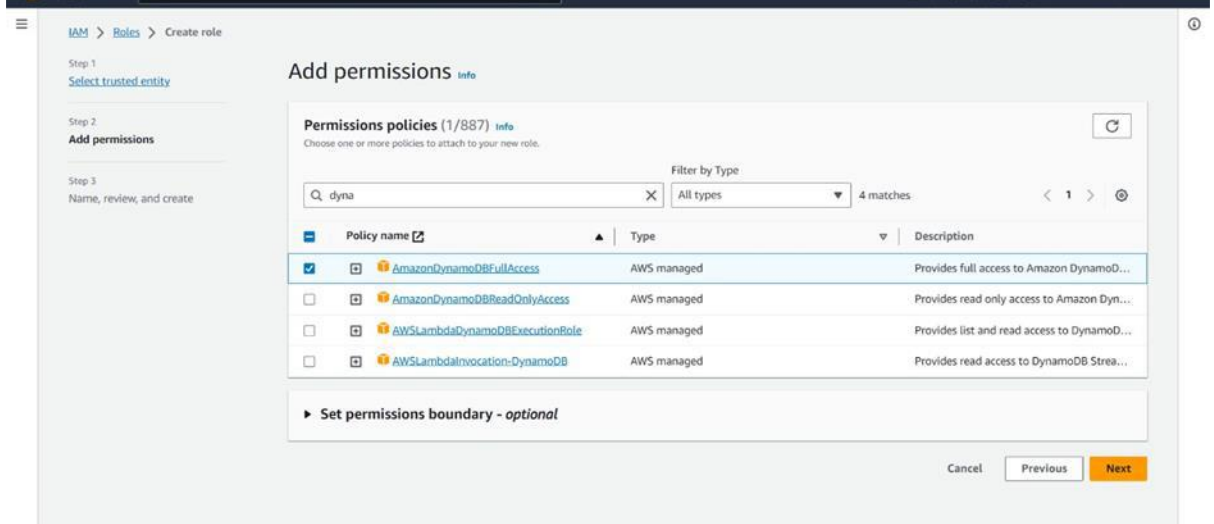 IAM > Roles > Create role
Step 1
Select trusted entity
Step 2
Add permissions
Step 3
Name, review, and create
Add permissions Info
Permissions policies (1/887) Info
Choose one or more policies to attach to your new role.
Filter by Type
dyna All types 4 matches 1
Policy name Type Description
AmazonDynamoDBFullAccess AWS managed Provides full access to Amazon DynamoD...
AmazonDynamoDBReadOnlyAccess AWS managed Provides read only access to Amazon Dyn...
AWSLambdaDynamoDBExecutionRole AWS managed Provides list and read access to DynamoD...
AWSLambdaInvocation-DynamoDB AWS managed Provides read access to DynamoDB Strea...
Set permissions boundary - optional
Cancel Previous Next